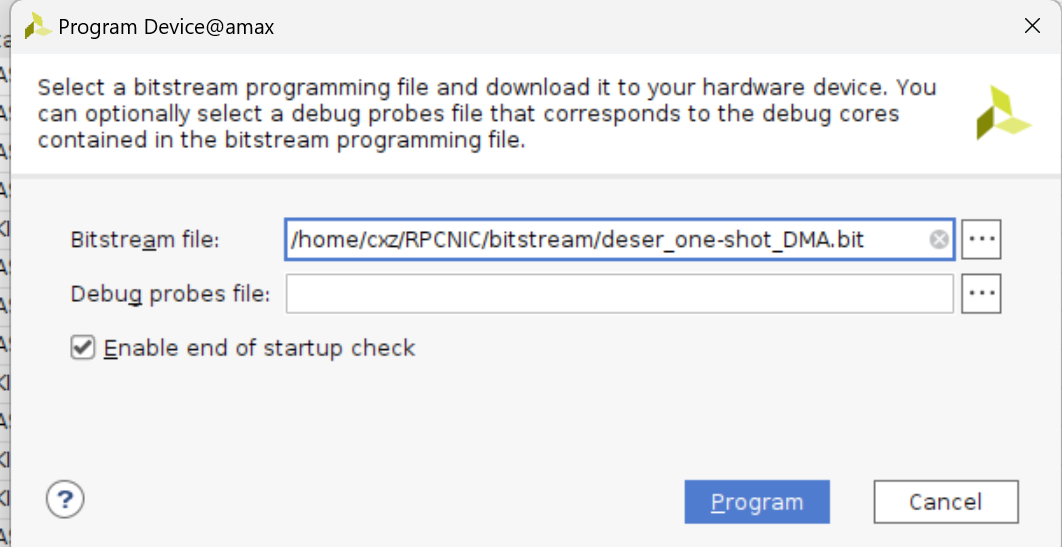 Program Device@amax
Select a bitstream programming file and download it to your hardware device. You
can optionally select a debug probes file that corresponds to the debug cores
contained in the bitstream programming file.
Bitstream file: /home/cxz/RPCNIC/bitstream/deser_one-shot_DMA.bit ...
Debug probes file: ...
Enable end of startup check
? Program Cancel